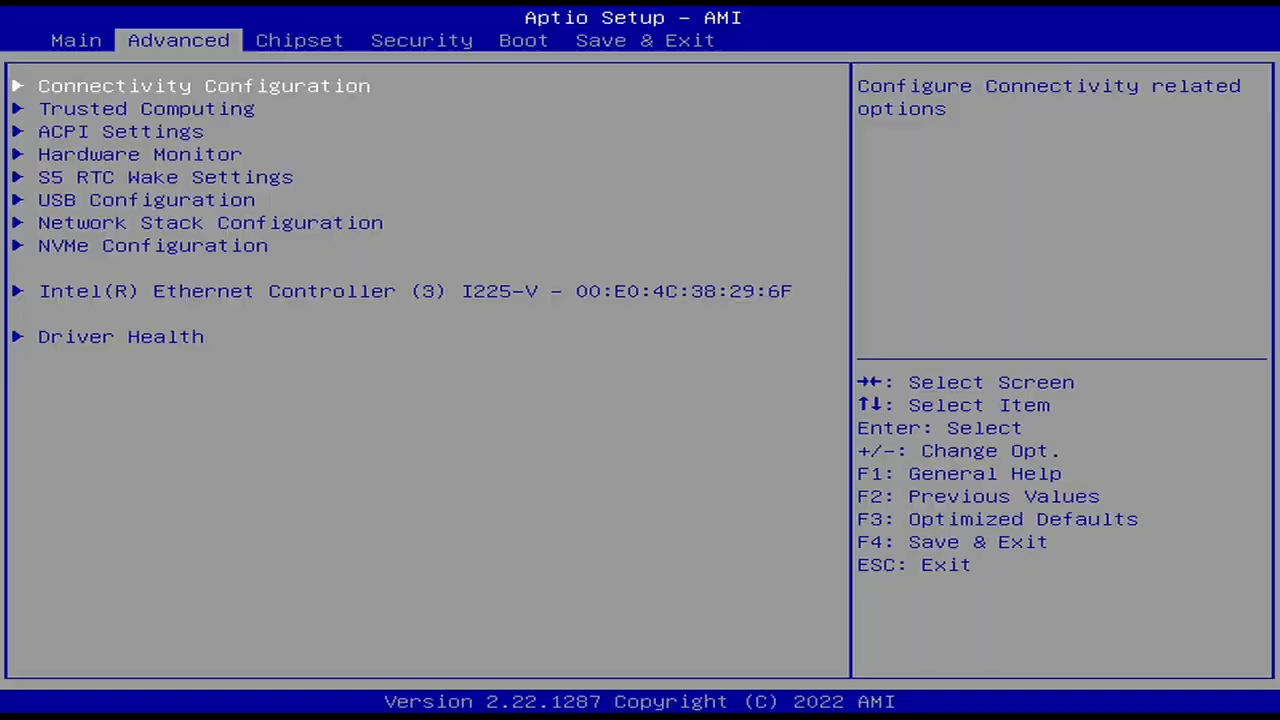 Aptio Setup – AMI
Main Advanced Chipset Security Boot Save & Exit
Connectivity Configuration
Trusted Computing
ACPI Settings
Hardware Monitor
S5 RTC Wake Settings
USB Configuration
Network Stack Configuration
NVMe Configuration
Intel(R) Ethernet Controller (3) I225-V – 00:E0:4C:38:29:6F
Driver Health
Configure Connectivity related
options
→←: Select Screen
↑↓: Select Item
Enter: Select
+/-: Change Opt.
F1: General Help
F2: Previous Values
F3: Optimized Defaults
F4: Save & Exit
ESC: Exit
Version 2.22.1287 Copyright (C) 2022 AMI